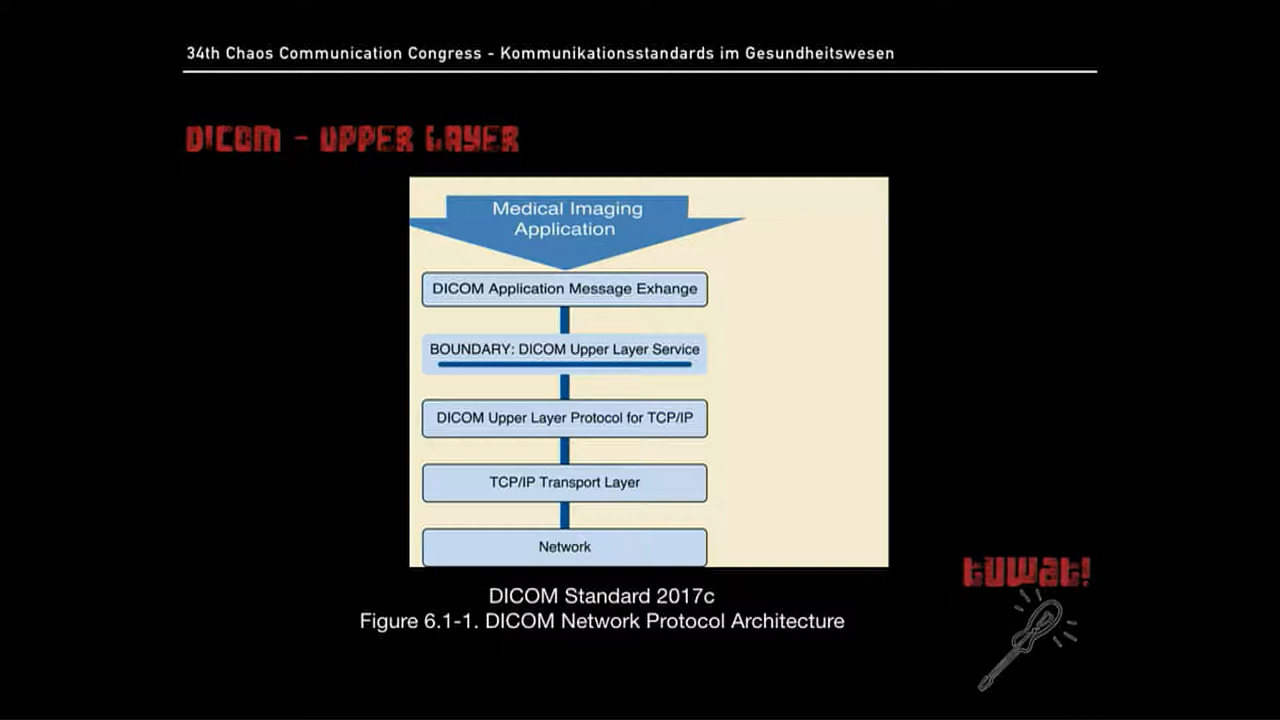 34th Chaos Communication Congress - Kommunikationsstandards im Gesundheitswesen
DICOM - UPPER LAYER
Medical Imaging
Application
DICOM Application Message Exhange
BOUNDARY: DICOM Upper Layer Service
DICOM Upper Layer Protocol for TCP/IP
TCP/IP Transport Layer
Network
DICOM Standard 2017c
Figure 6.1-1. DICOM Network Protocol Architecture
tuwat!